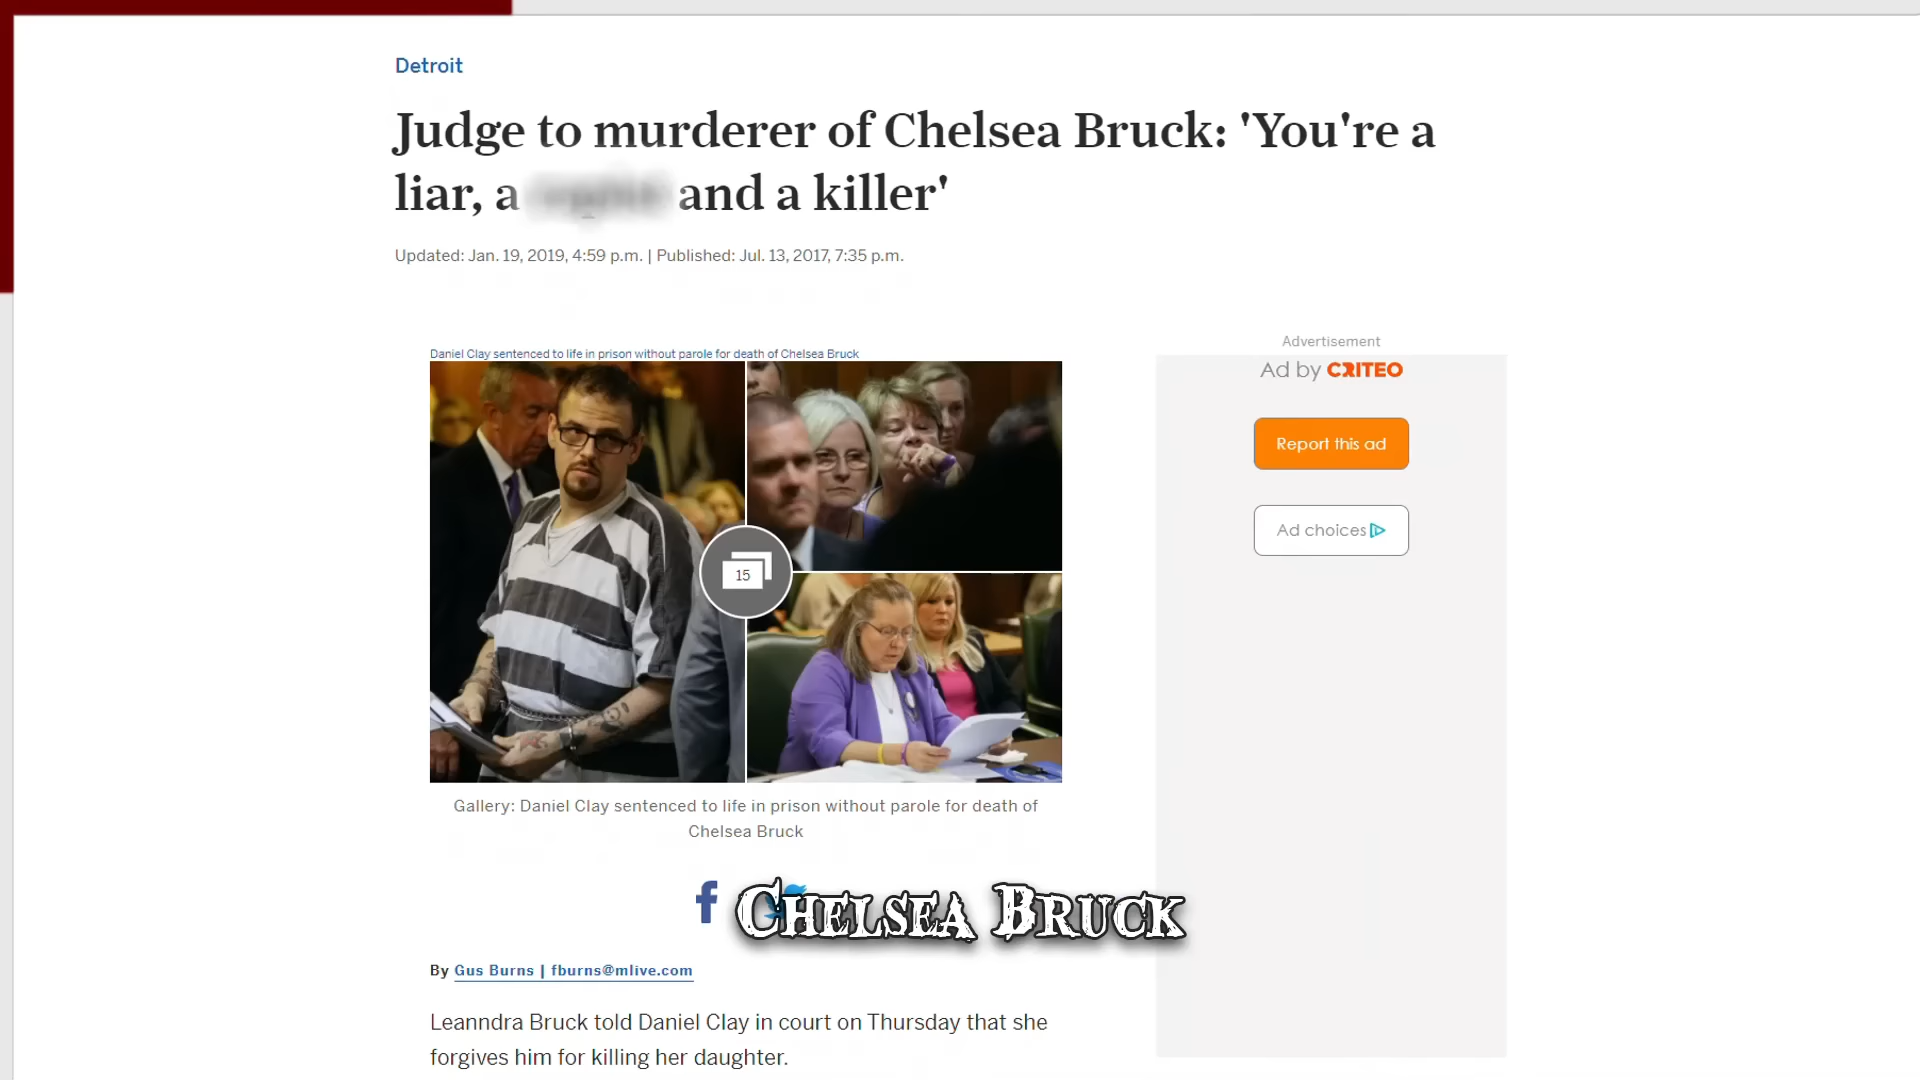 Detroit
Judge to murderer of Chelsea Bruck: 'You're a
liar, a and a killer'
Updated: Jan. 19, 2019, 4:59 p.m. | Published: Jul. 13, 2017, 7:35 p.m.
Advertisement
Ad by CRITEO
Daniel Clay sentenced to life in prison without parole for death of Chelsea Bruck
Report this ad
Ad choices
15
Gallery: Daniel Clay sentenced to life in prison without parole for death of
Chelsea Bruck
Chelsea Bruck
By Gus Burns | fburns@mlive.com
Leanndra Bruck told Daniel Clay in court on Thursday that she
forgives him for killing her daughter.